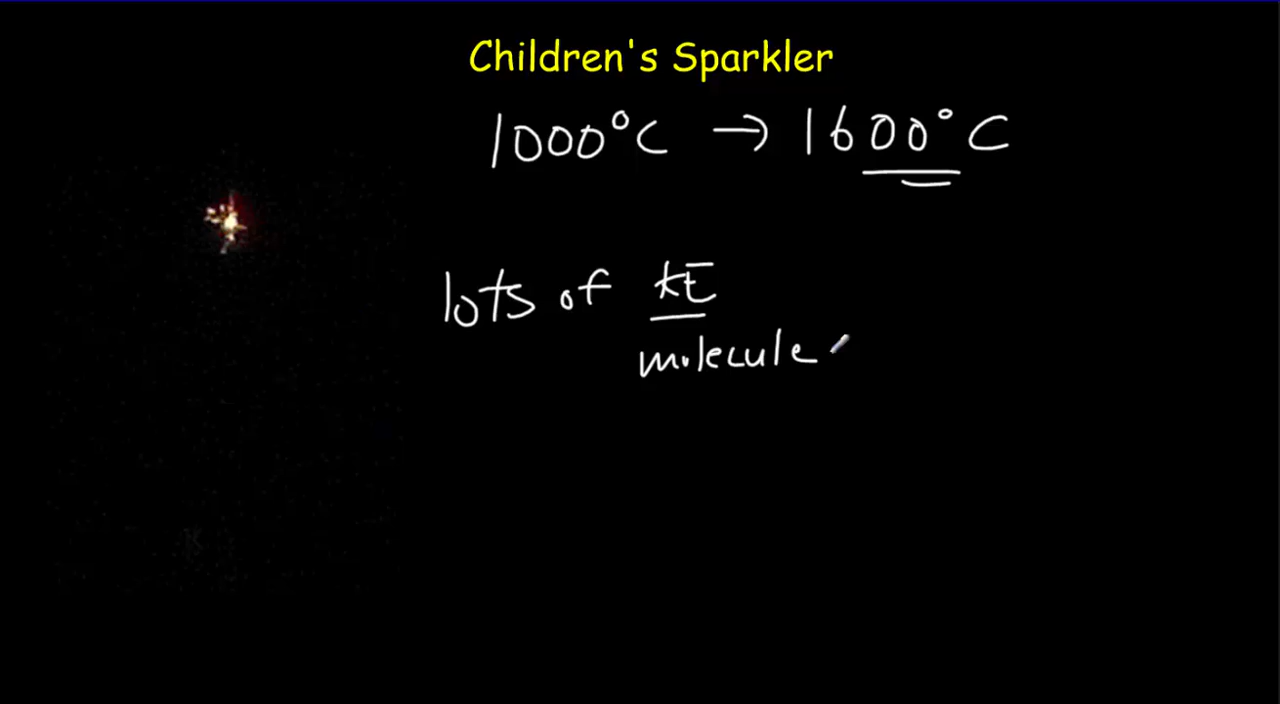 Children's Sparkler
1000°C → 1600°C
lots of KE
molecule